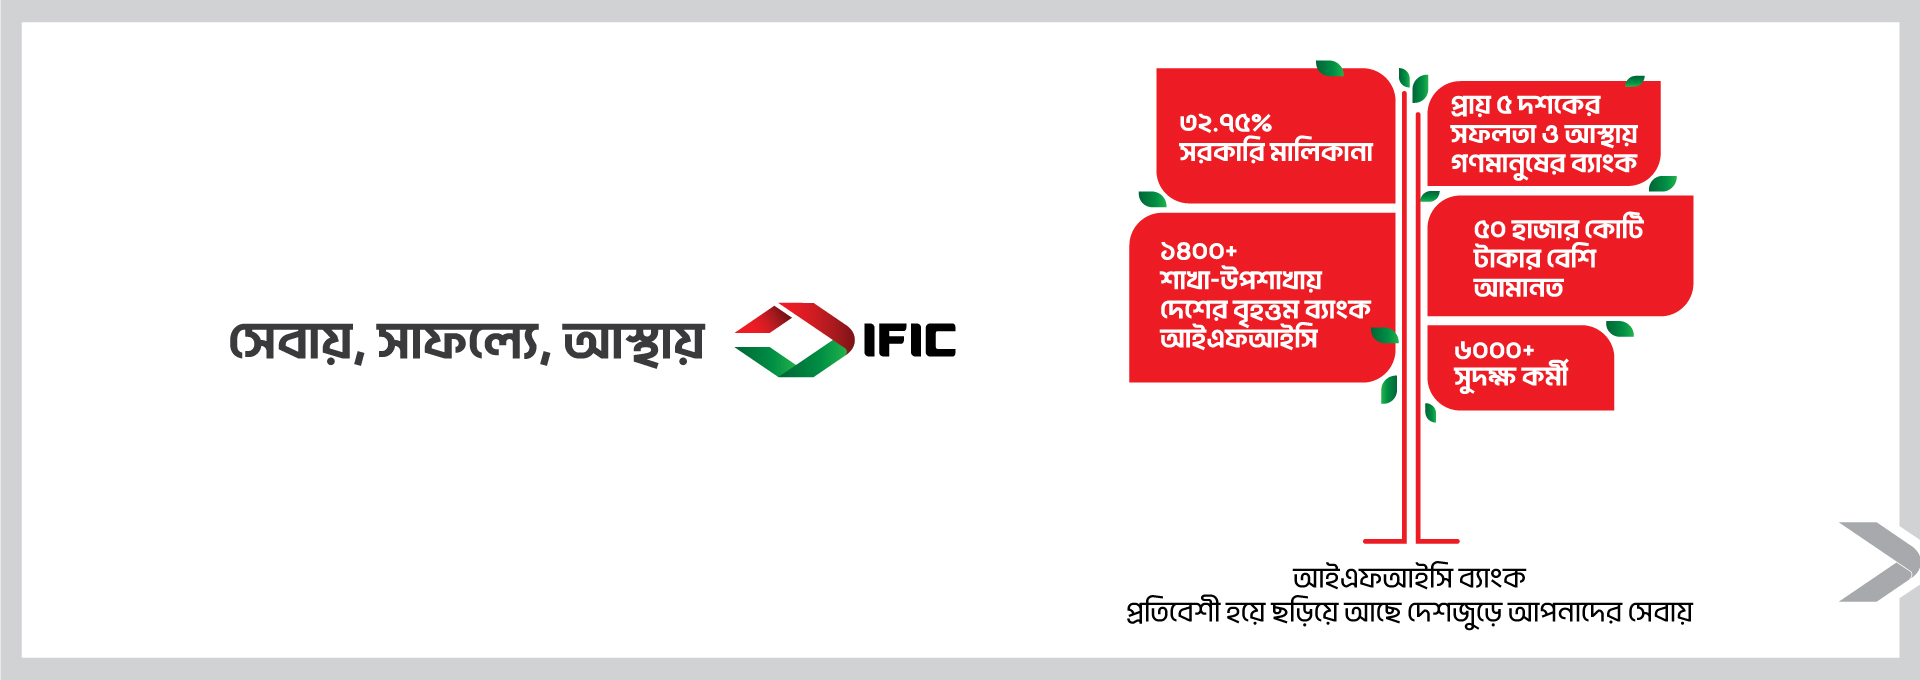 সেবায়, সাফল্যে, আস্থায়
IFIC
৩২.৭৫%
সরকারি মালিকানা
১৪০০+
শাখা-উপশাখায়
দেশের বৃহত্তম ব্যাংক
আইএফআইসি
প্রায় ৫ দশকের
সফলতা ও আস্থায়
গণমানুষের ব্যাংক
৫০ হাজার কোটি
টাকার বেশি
আমানত
৬০০০+
সুদক্ষ কর্মী
আইএফআইসি ব্যাংক
প্রতিবেশী হয়ে ছড়িয়ে আছে দেশজুড়ে আপনাদের সেবায়